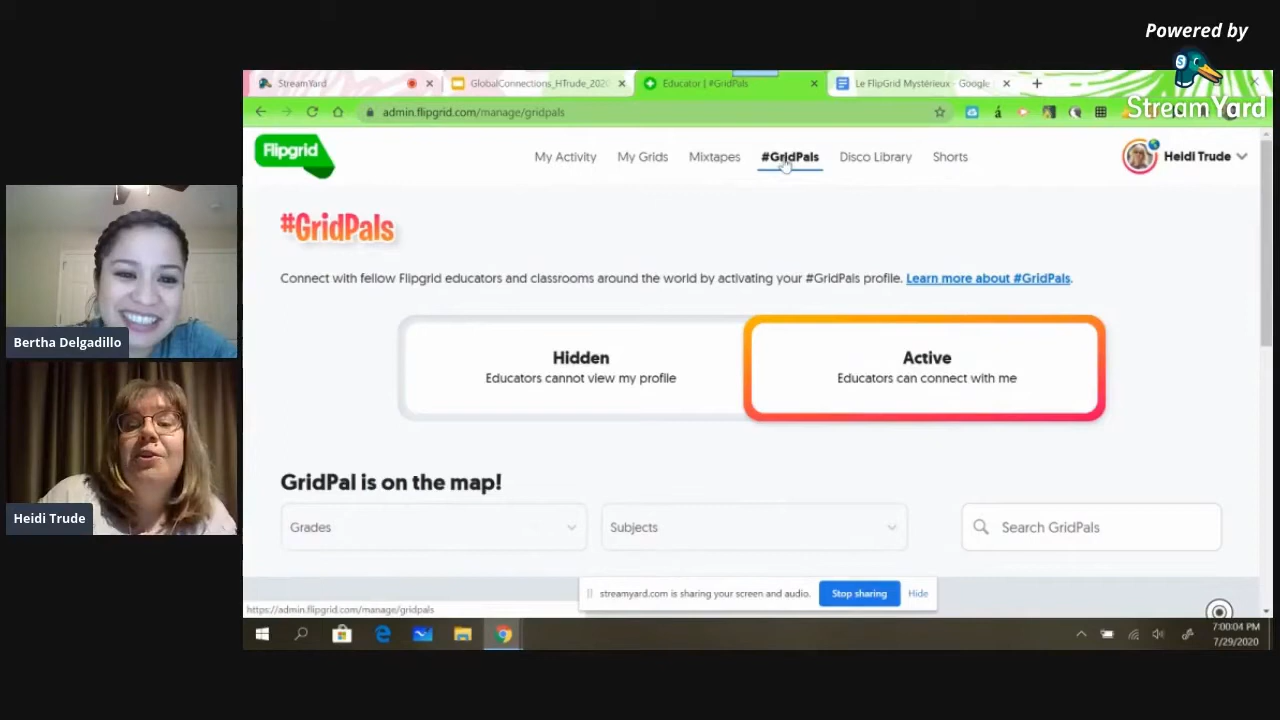 Powered by
StreamYard
StreamYard
GlobalConnections_HTrude_202
Educator | #GridPals
Le FlipGrid Mystérieux - Google
admin.flipgrid.com/manage/gridpals
Flipgrid
My Activity
My Grids
Mixtapes
#GridPals
Disco Library
Shorts
Heidi Trude
#GridPals
Connect with fellow Flipgrid educators and classrooms around the world by activating your #GridPals profile. Learn more about #GridPals.
Hidden
Educators cannot view my profile
Active
Educators can connect with me
Bertha Delgadillo
GridPal is on the map!
Grades
Subjects
Search GridPals
Heidi Trude
streamyard.com is sharing your screen and audio.
Stop sharing
Hide
https://admin.flipgrid.com/manage/gridpals
7:00:04 PM
7/29/2020